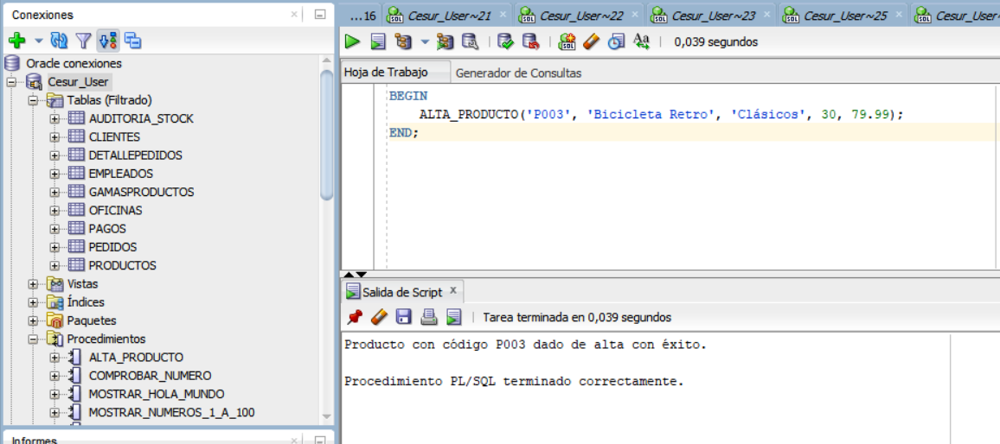 Conexiones
Oracle conexiones
Cesur_User
Tablas (Filtrado)
AUDITORIA_STOCK
CLIENTES
DETALLEPEDIDOS
EMPLEADOS
GAMASPRODUCTOS
OFICINAS
PAGOS
PEDIDOS
PRODUCTOS
Vistas
Índices
Paquetes
Procedimientos
ALTA_PRODUCTO
COMPROBAR_NUMERO
MOSTRAR_HOLA_MUNDO
MOSTRAR_NUMEROS_1_A_100
Informes
...16 Cesur_User~21 Cesur_User~22 Cesur_User~23 Cesur_User~25 Cesur_User
0,039 segundos
Hoja de Trabajo Generador de Consultas
BEGIN
ALTA_PRODUCTO('P003', 'Bicicleta Retro', 'Clásicos', 30, 79.99);
END;
Salida de Script
Tarea terminada en 0,039 segundos
Producto con código P003 dado de alta con éxito.
Procedimiento PL/SQL terminado correctamente.